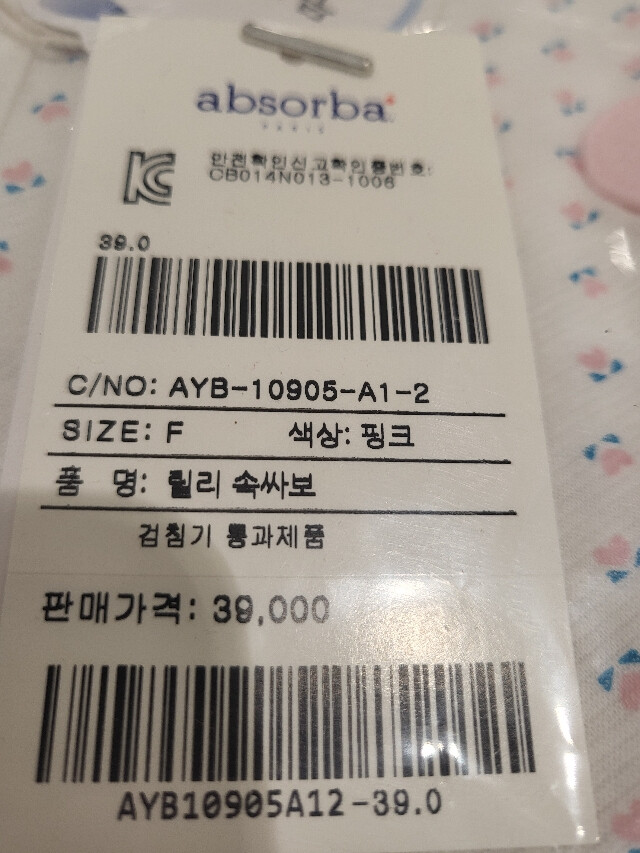 absorba
PARIS
안전확인신고확인증번호:
CB014N013-1006
39.0
C/NO: AYB-10905-A1-2
SIZE: F 색상: 핑크
품 명: 릴리 속싸보
검침기 통과제품
판매가격: 39,000
AYB10905A12-39.0